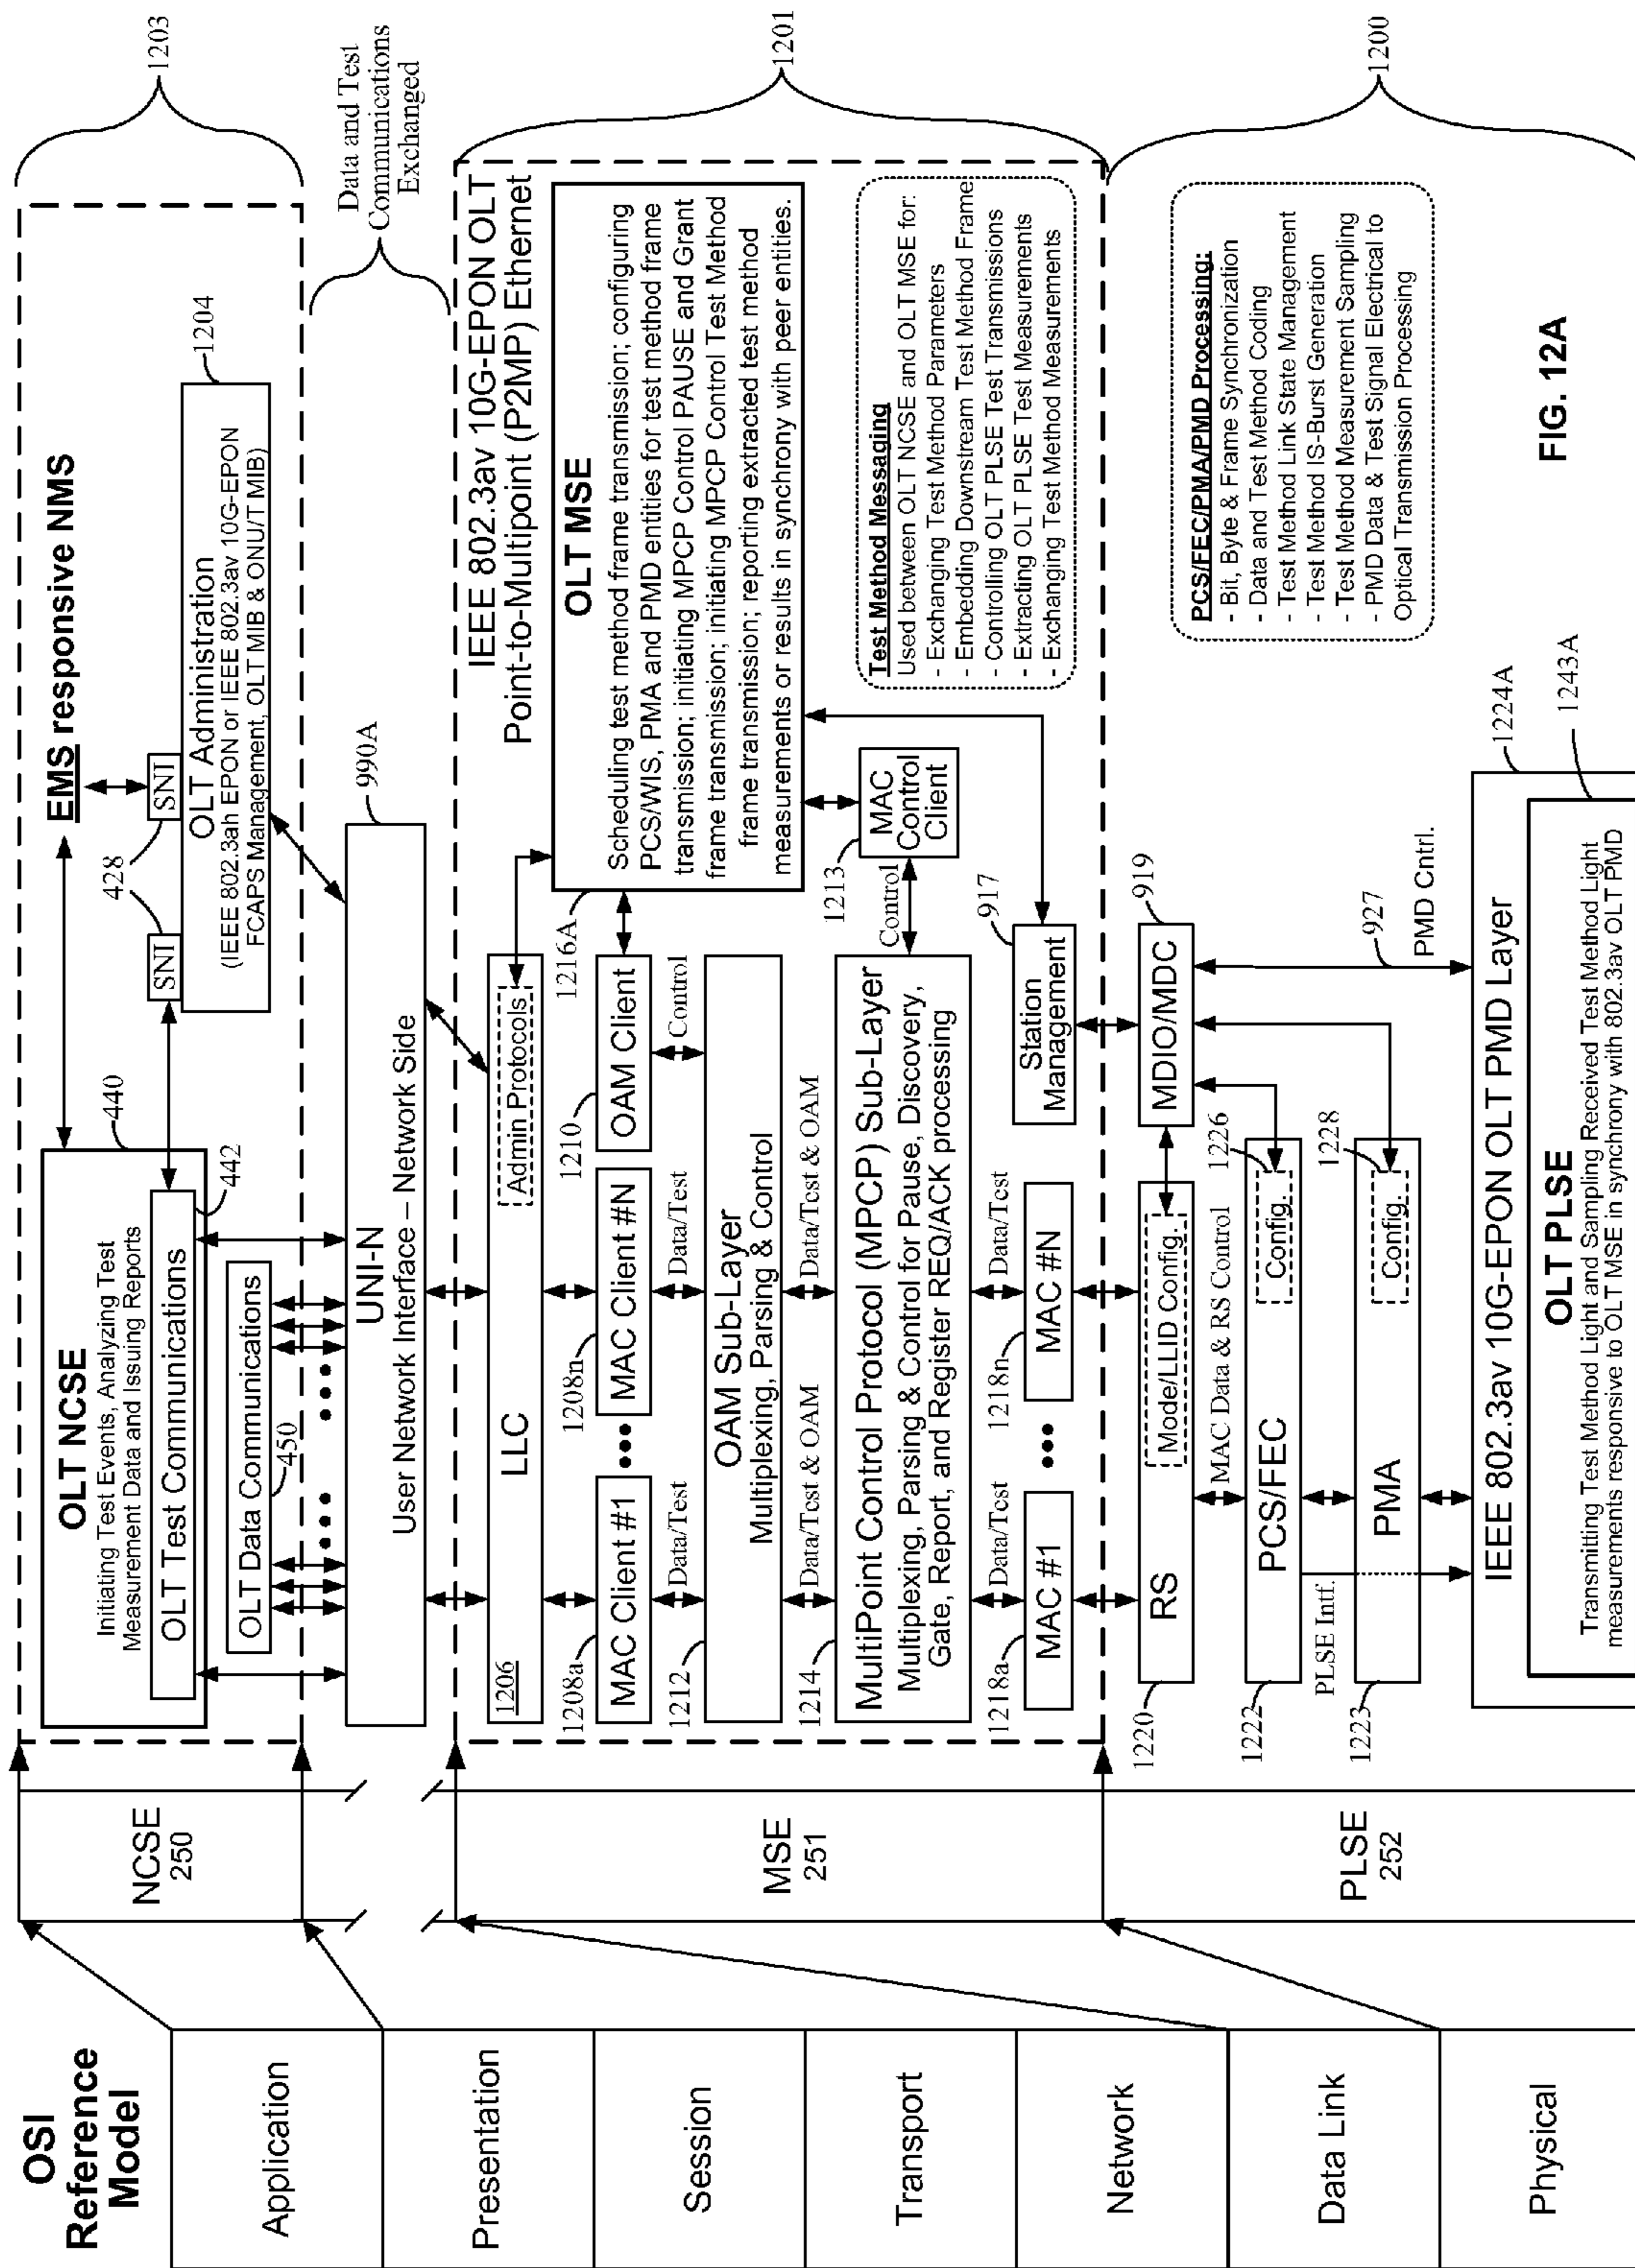 OSI
Reference
Model
Application
Presentation
Session
Transport
Network
Data Link
Physical
NCSE
250
MSE
251
PLSE
252
OLT NCSE
Initiating Test Events, Analyzing Test
Measurement Data and Issuing Reports
OLT Test Communications
440
442
OLT Data Communications
450
EMS responsive NMS
428
SNI
SNI
OLT Administration
(IEEE 802.3ah EPON or IEEE 802.3av 10G-EPON
FCAPS Management, OLT MIB & ONU/T MIB)
1204
1203
UNI-N
User Network Interface – Network Side
990A
Data and Test
Communications
Exchanged
IEEE 802.3av 10G-EPON OLT
Point-to-Multipoint (P2MP) Ethernet
1201
1206
LLC
Admin Protocols
1208a
MAC Client #1
1208n
MAC Client #N
1210
OAM Client
1216A
OLT MSE
Scheduling test method frame transmission; configuring
PCS/WIS, PMA and PMD entities for test method frame
transmission; initiating MPCP Control PAUSE and Grant
frame transmission; initiating MPCP Control Test Method
frame transmission; reporting extracted test method
measurements or results in synchrony with peer entities.
Data/Test
Data/Test
Control
1212
OAM Sub-Layer
Multiplexing, Parsing & Control
Data/Test & OAM
Data/Test & OAM
1214
MultiPoint Control Protocol (MPCP) Sub-Layer
Multiplexing, Parsing & Control for Pause, Discovery,
Gate, Report, and Register REQ/ACK processing
Control
1213
MAC
Control
Client
Test Method Messaging
Used between OLT NCSE and OLT MSE for:
- Exchanging Test Method Parameters
- Embedding Downstream Test Method Frame
- Controlling OLT PLSE Test Transmissions
- Extracting OLT PLSE Test Measurements
- Exchanging Test Method Measurements
Data/Test
Data/Test
1218a
MAC #1
1218n
MAC #N
917
Station
Management
1200
1220
RS
Mode/LLID Config.
919
MDIO/MDC
MAC Data & RS Control
1222
PCS/FEC
Config.
1226
PLSE Intf.
1223
PMA
Config.
1228
927
PMD Cntrl.
PCS/FEC/PMA/PMD Processing:
- Bit, Byte & Frame Synchronization
- Data and Test Method Coding
- Test Method Link State Management
- Test Method IS-Burst Generation
- Test Method Measurement Sampling
- PMD Data & Test Signal Electrical to
Optical Transmission Processing
1224A
IEEE 802.3av 10G-EPON OLT PMD Layer
1243A
OLT PLSE
Transmitting Test Method Light and Sampling Received Test Method Light
measurements responsive to OLT MSE in synchrony with 802.3av OLT PMD
FIG. 12A